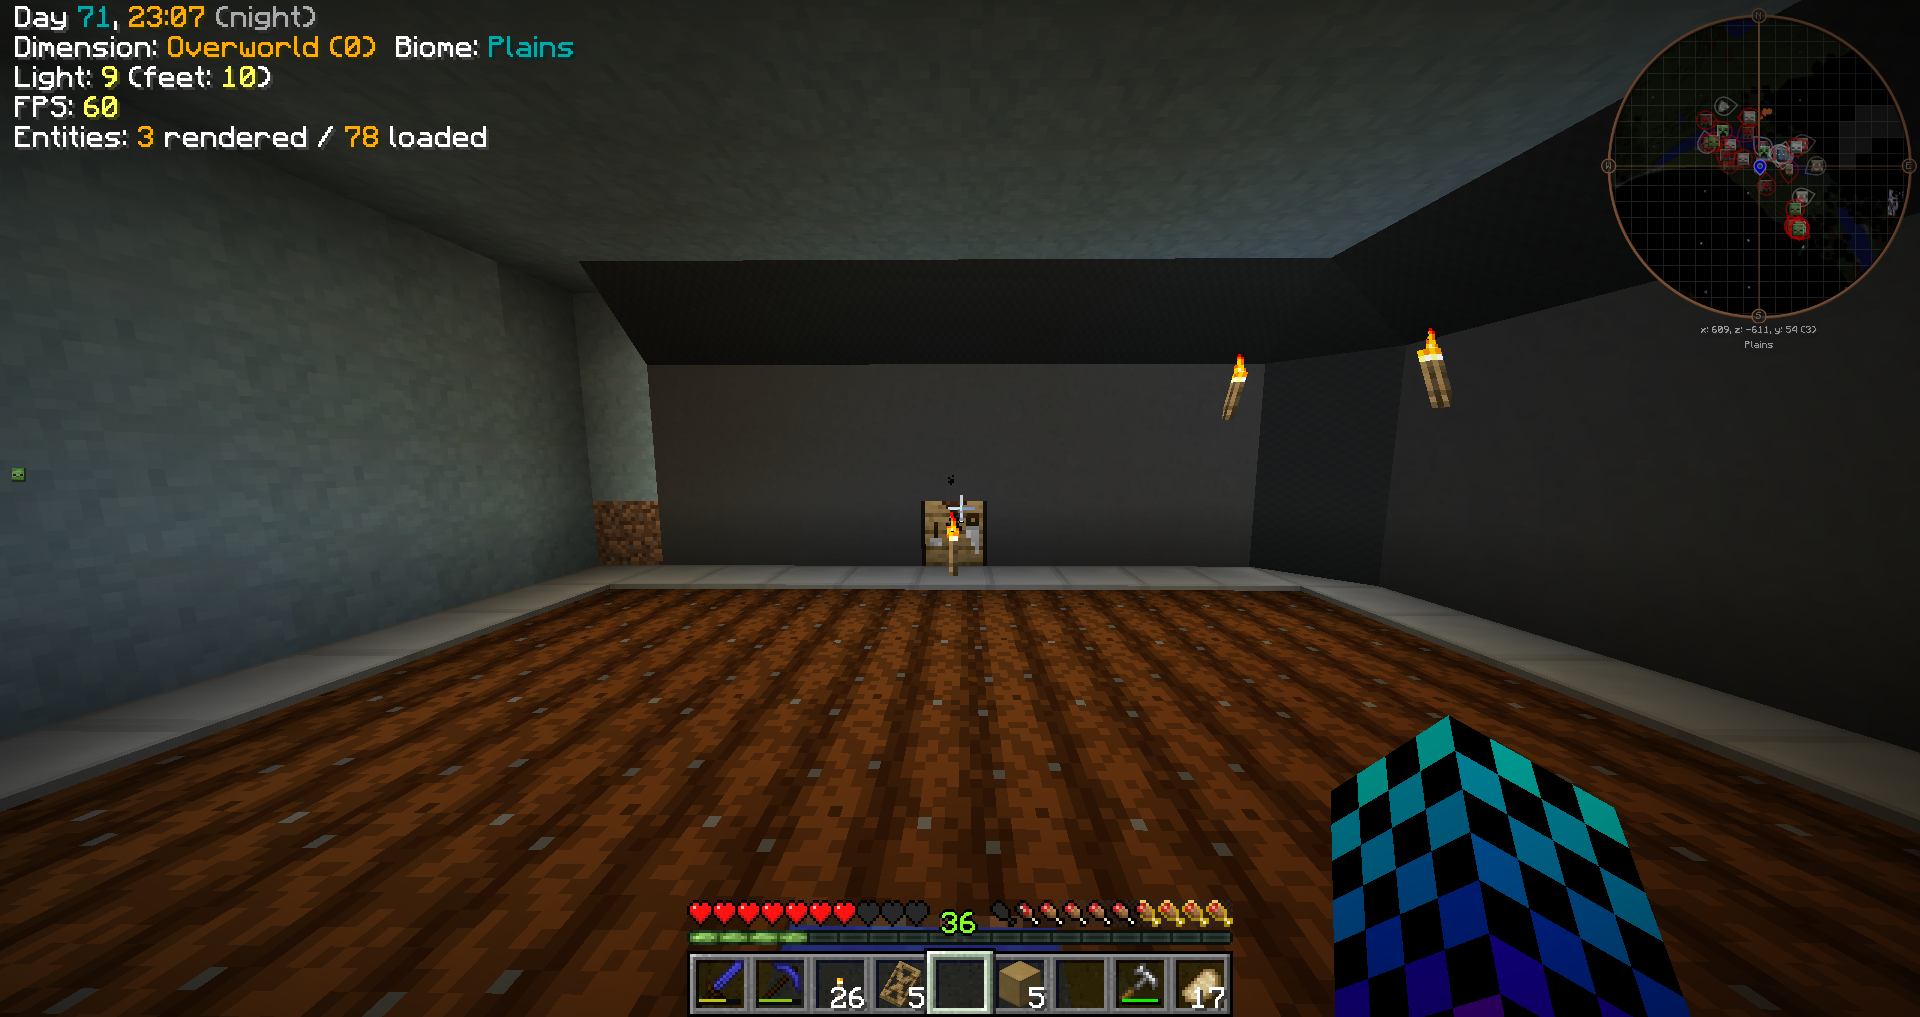 Day 71, 23:07 (night)
Dimension: Overworld (0) Biome: Plains
Light: 9 (feet: 10)
FPS: 60
Entities: 3 rendered / 78 loaded
N
W
E
S
x: 609, z: -611, y: 54 (3)
Plains
36
26
5
5
17